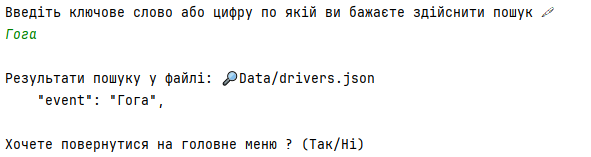 Введіть ключове слово або цифру по якій ви бажаєте здійснити пошук 🖋
Гога
Результати пошуку у файлі: 🔎Data/drivers.json
"event": "Гога",
Хочете повернутися на головне меню ? (Так/Ні)